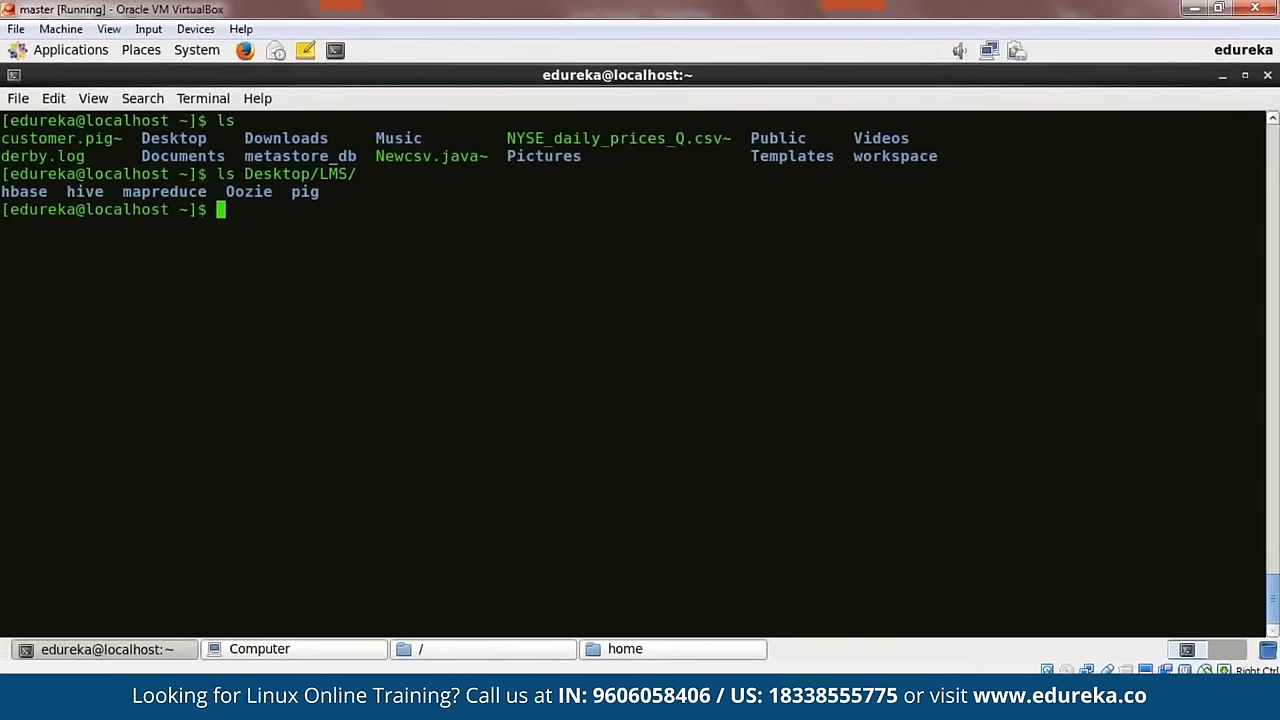 master [Running] - Oracle VM VirtualBox
File Machine View Input Devices Help
Applications Places System edureka
edureka@localhost:~
File Edit View Search Terminal Help
[edureka@localhost ~]$ ls
customer.pig~ Desktop Downloads Music NYSE_daily_prices_Q.csv~ Public Videos
derby.log Documents metastore_db Newcsv.java~ Pictures Templates workspace
[edureka@localhost ~]$ ls Desktop/LMS/
hbase hive mapreduce Oozie pig
[edureka@localhost ~]$
edureka@localhost:~ Computer / home
Right Ctrl
Looking for Linux Online Training? Call us at IN: 9606058406 / US: 18338555775 or visit www.edureka.co